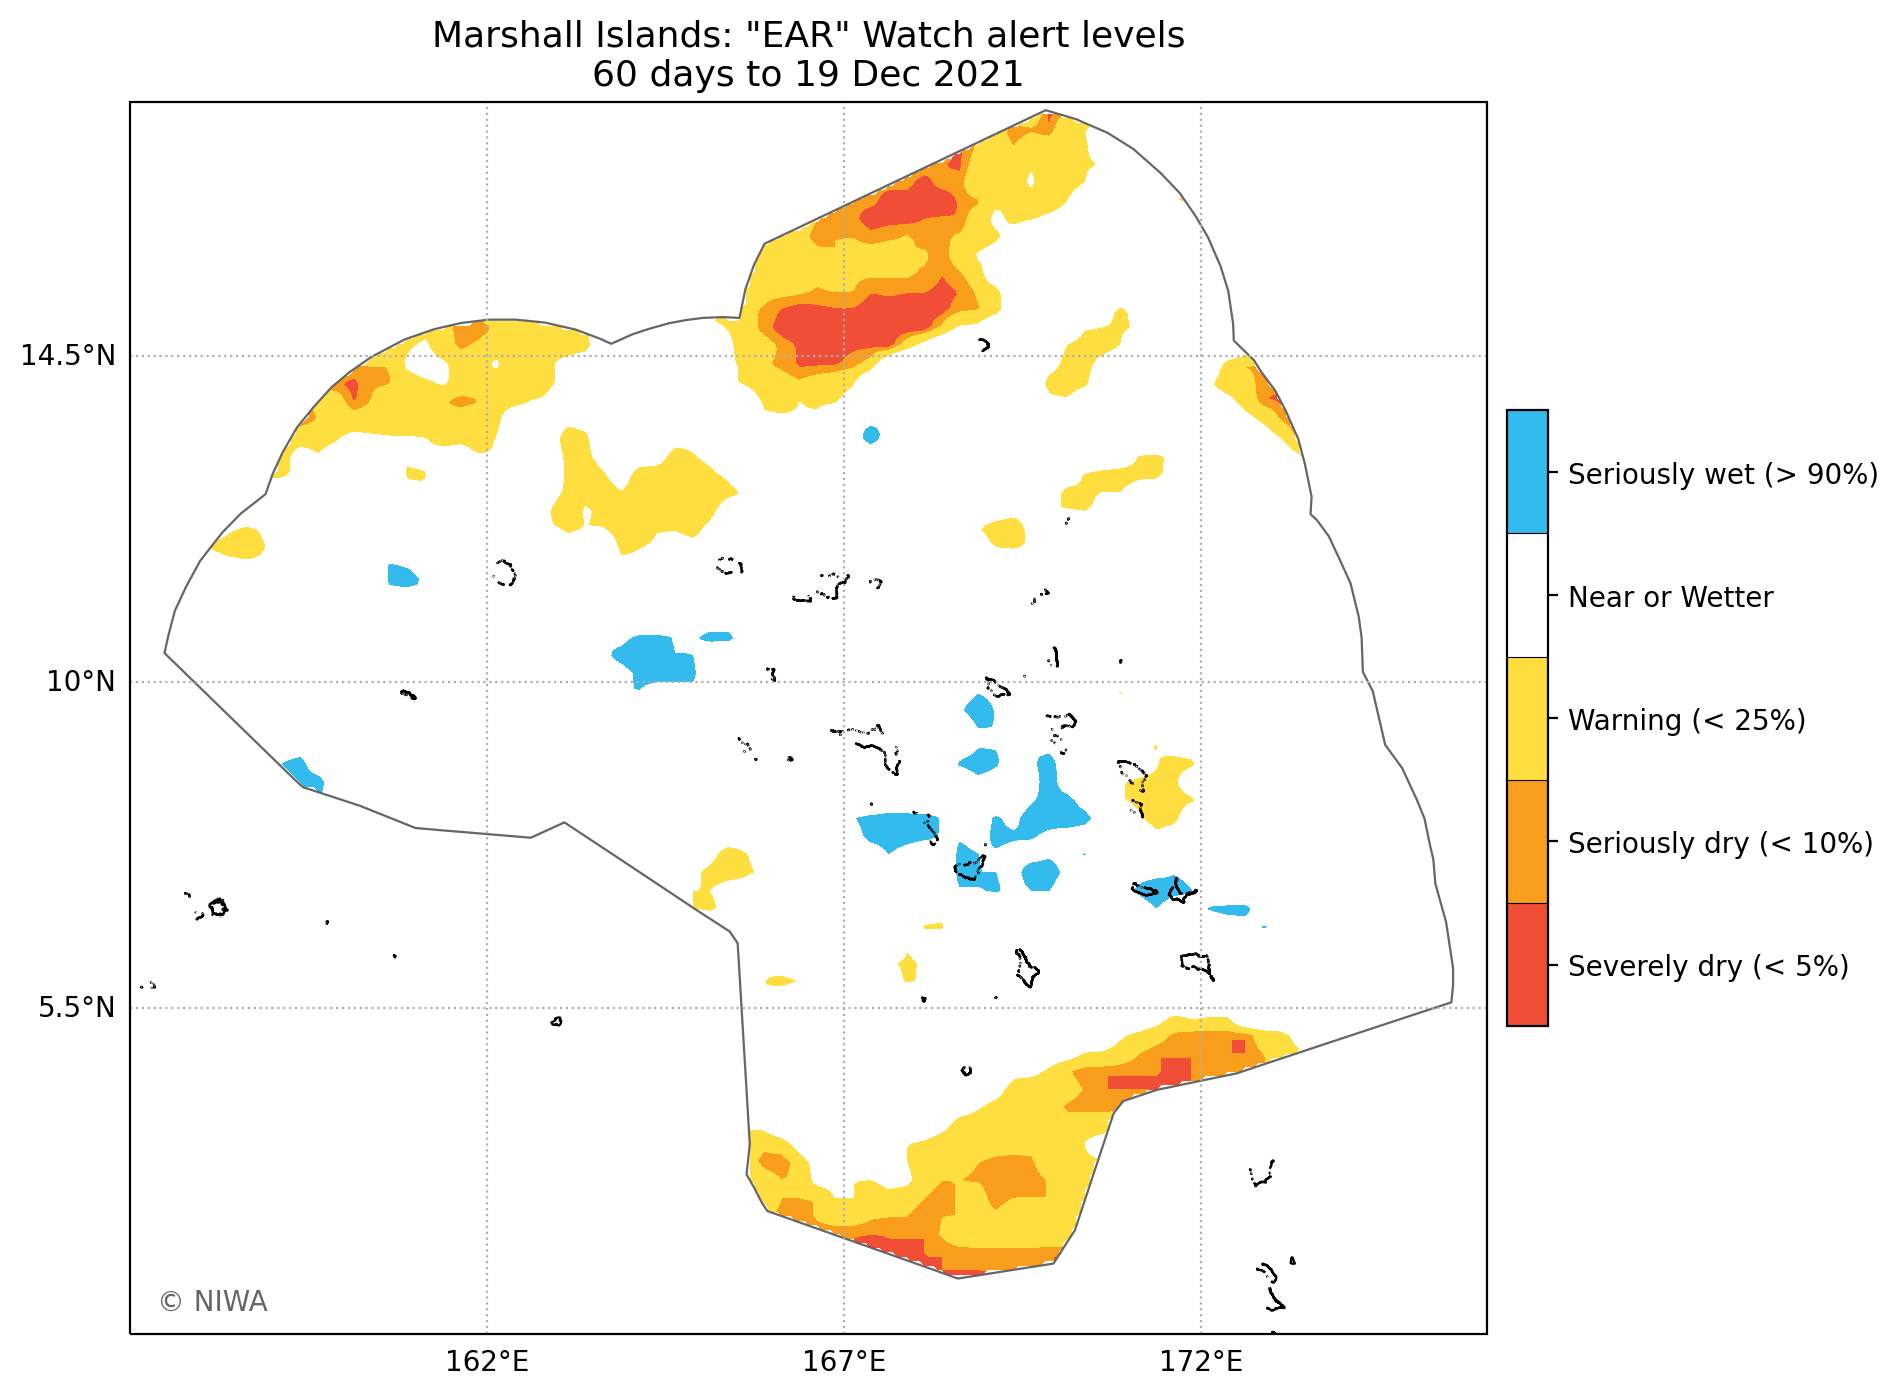 Marshall Islands: "EAR" Watch alert levels
60 days to 19 Dec 2021
14.5°N
10°N
5.5°N
162°E
167°E
172°E
Seriously wet (> 90%)
Near or Wetter
Warning (< 25%)
Seriously dry (< 10%)
Severely dry (< 5%)
© NIWA